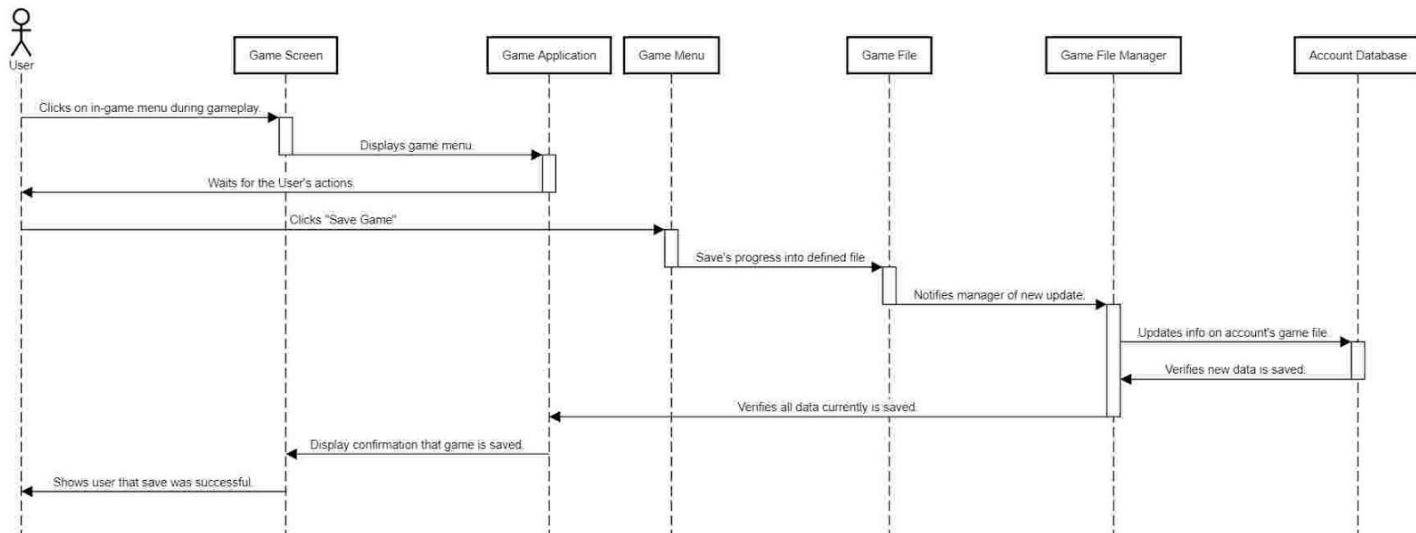 User
Game Screen
Game Application
Game Menu
Game File
Game File Manager
Account Database
Clicks on in-game menu during gameplay.
Displays game menu.
Waits for the User's actions.
Clicks "Save Game"
Save's progress into defined file
Notifies manager of new update.
Updates info on account's game file
Verifies new data is saved.
Verifies all data currently is saved.
Display confirmation that game is saved.
Shows user that save was successful.